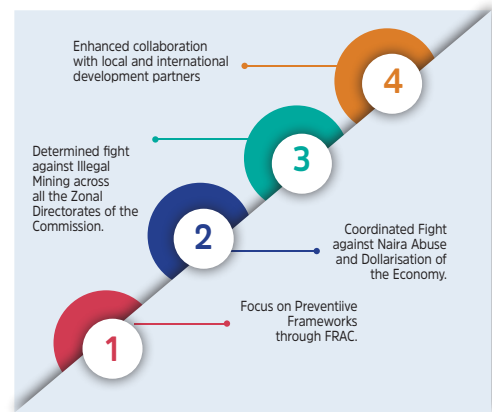 Enhanced collaboration
with local and international
development partners
4
Determined fight
against Illegal
Mining across
all the Zonal
Directorates of the
Commission.
3
2
Coordinated Fight
against Naira Abuse
and Dollarisation of
the Economy.
Focus on Preventiive
Frameworks
through FRAC.
1